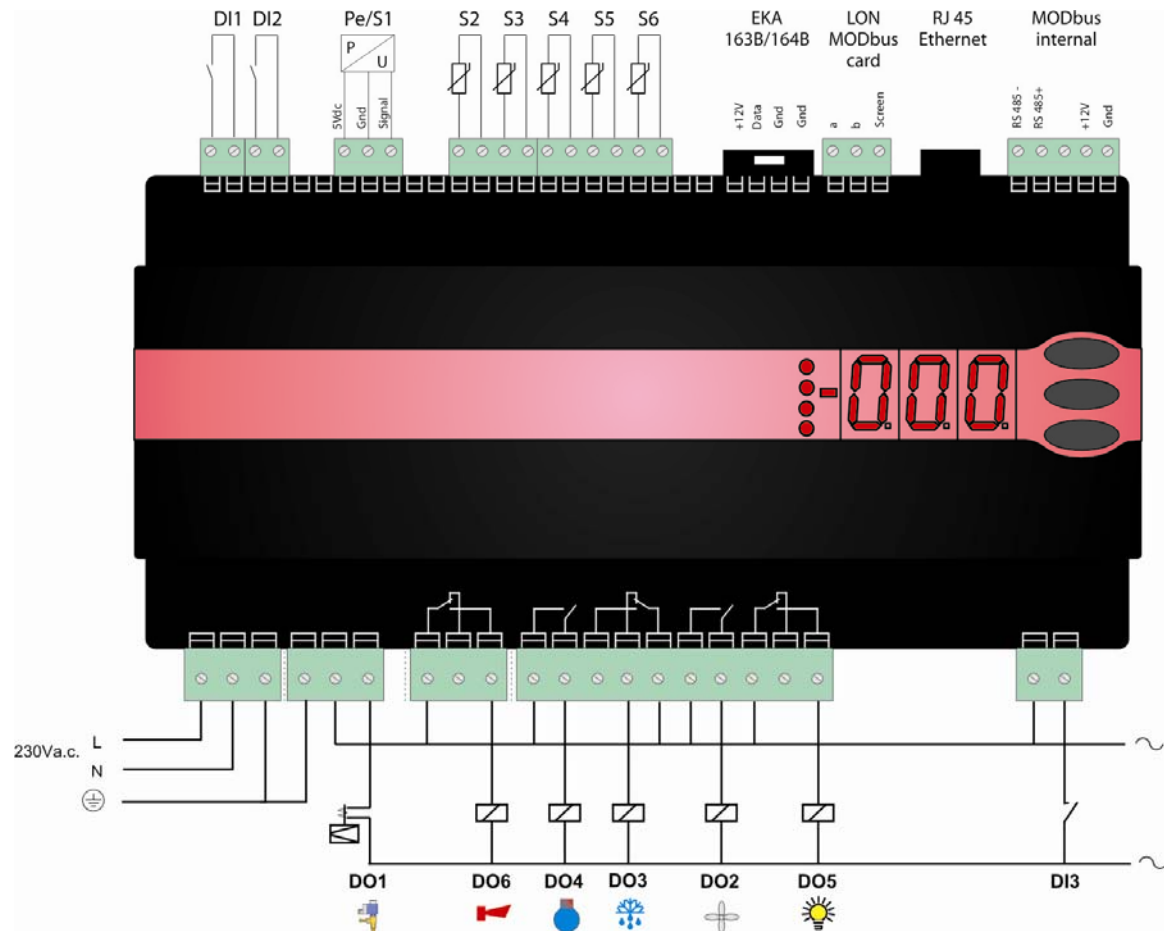 DI1 DI2 Pe/S1 S2 S3 S4 S5 S6 EKA LON RJ 45 MODbus
163B/164B MODbus Ethernet internal
card
P
U
5Vdc
Gnd
Signal
+12V
Data
Gnd
Gnd
a
b
Screen
RS 485 -
RS 485+
+12V
Gnd
-0.0.0.
230Va.c. L
N
DO1 DO6 DO4 DO3 DO2 DO5 DI3